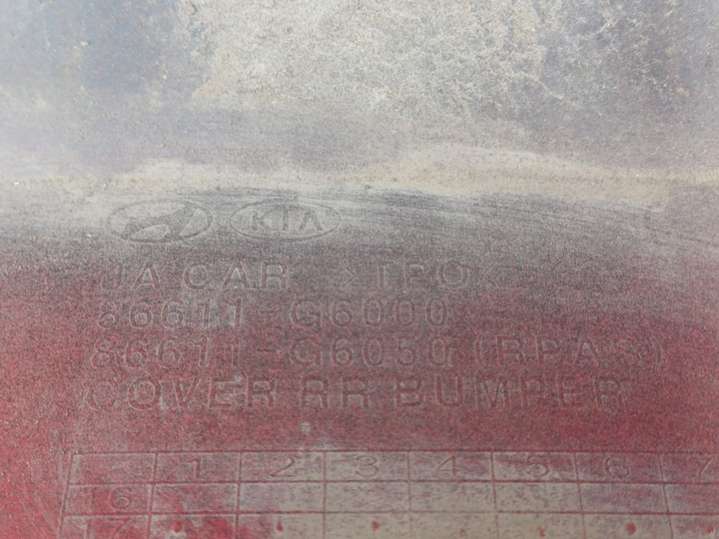 KIA
JA CAR >TPO<
86611-G6000
86611-G6050 (RPAS)
COVER RR BUMPER
1 2 3 4 5 6 7
16